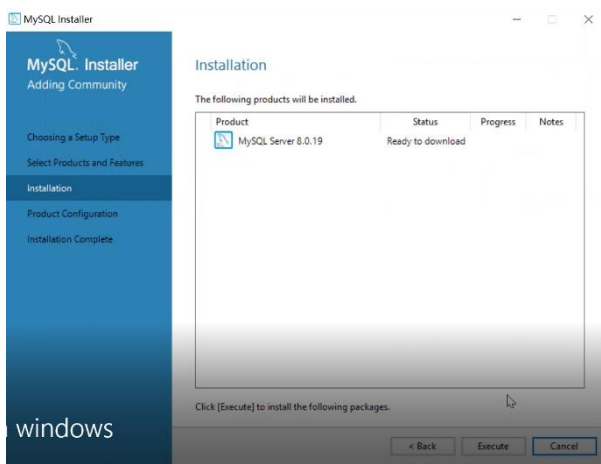 MySQL Installer
MySQL. Installer
Adding Community
Choosing a Setup Type
Select Products and Features
Installation
Product Configuration
Installation Complete
Installation
The following products will be installed.
Product Status Progress Notes
MySQL Server 8.0.19 Ready to download
Click [Execute] to install the following packages.
windows
< Back Execute Cancel